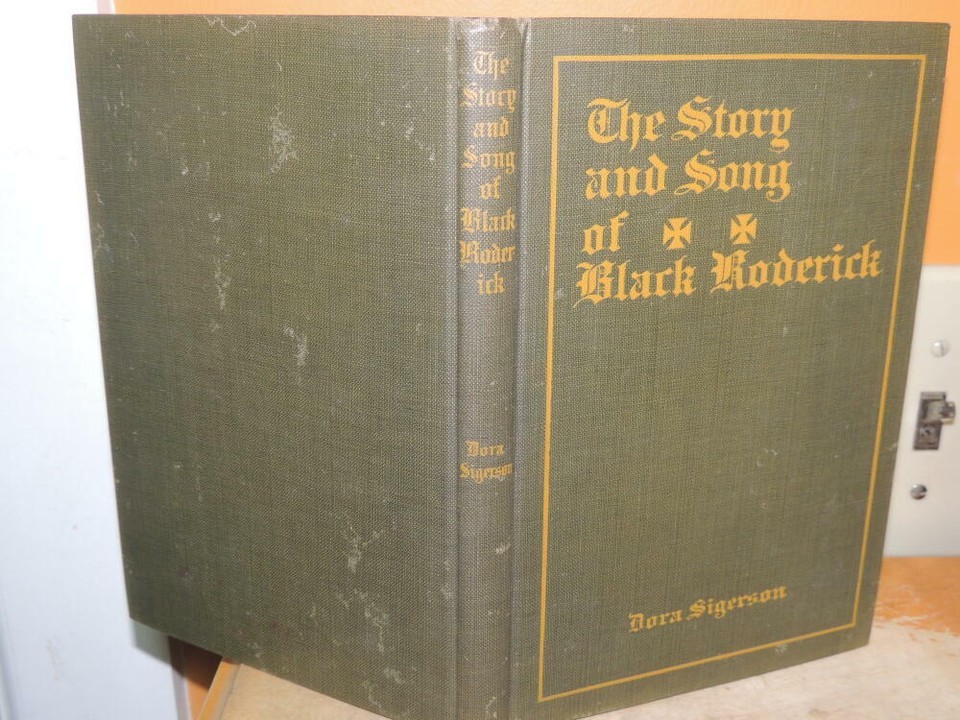 The
Story
and
Song
of
Black
Roder
ick
Dora
Sigerson
The Story
and Song
of
Black Roderick
Dora Sigerson